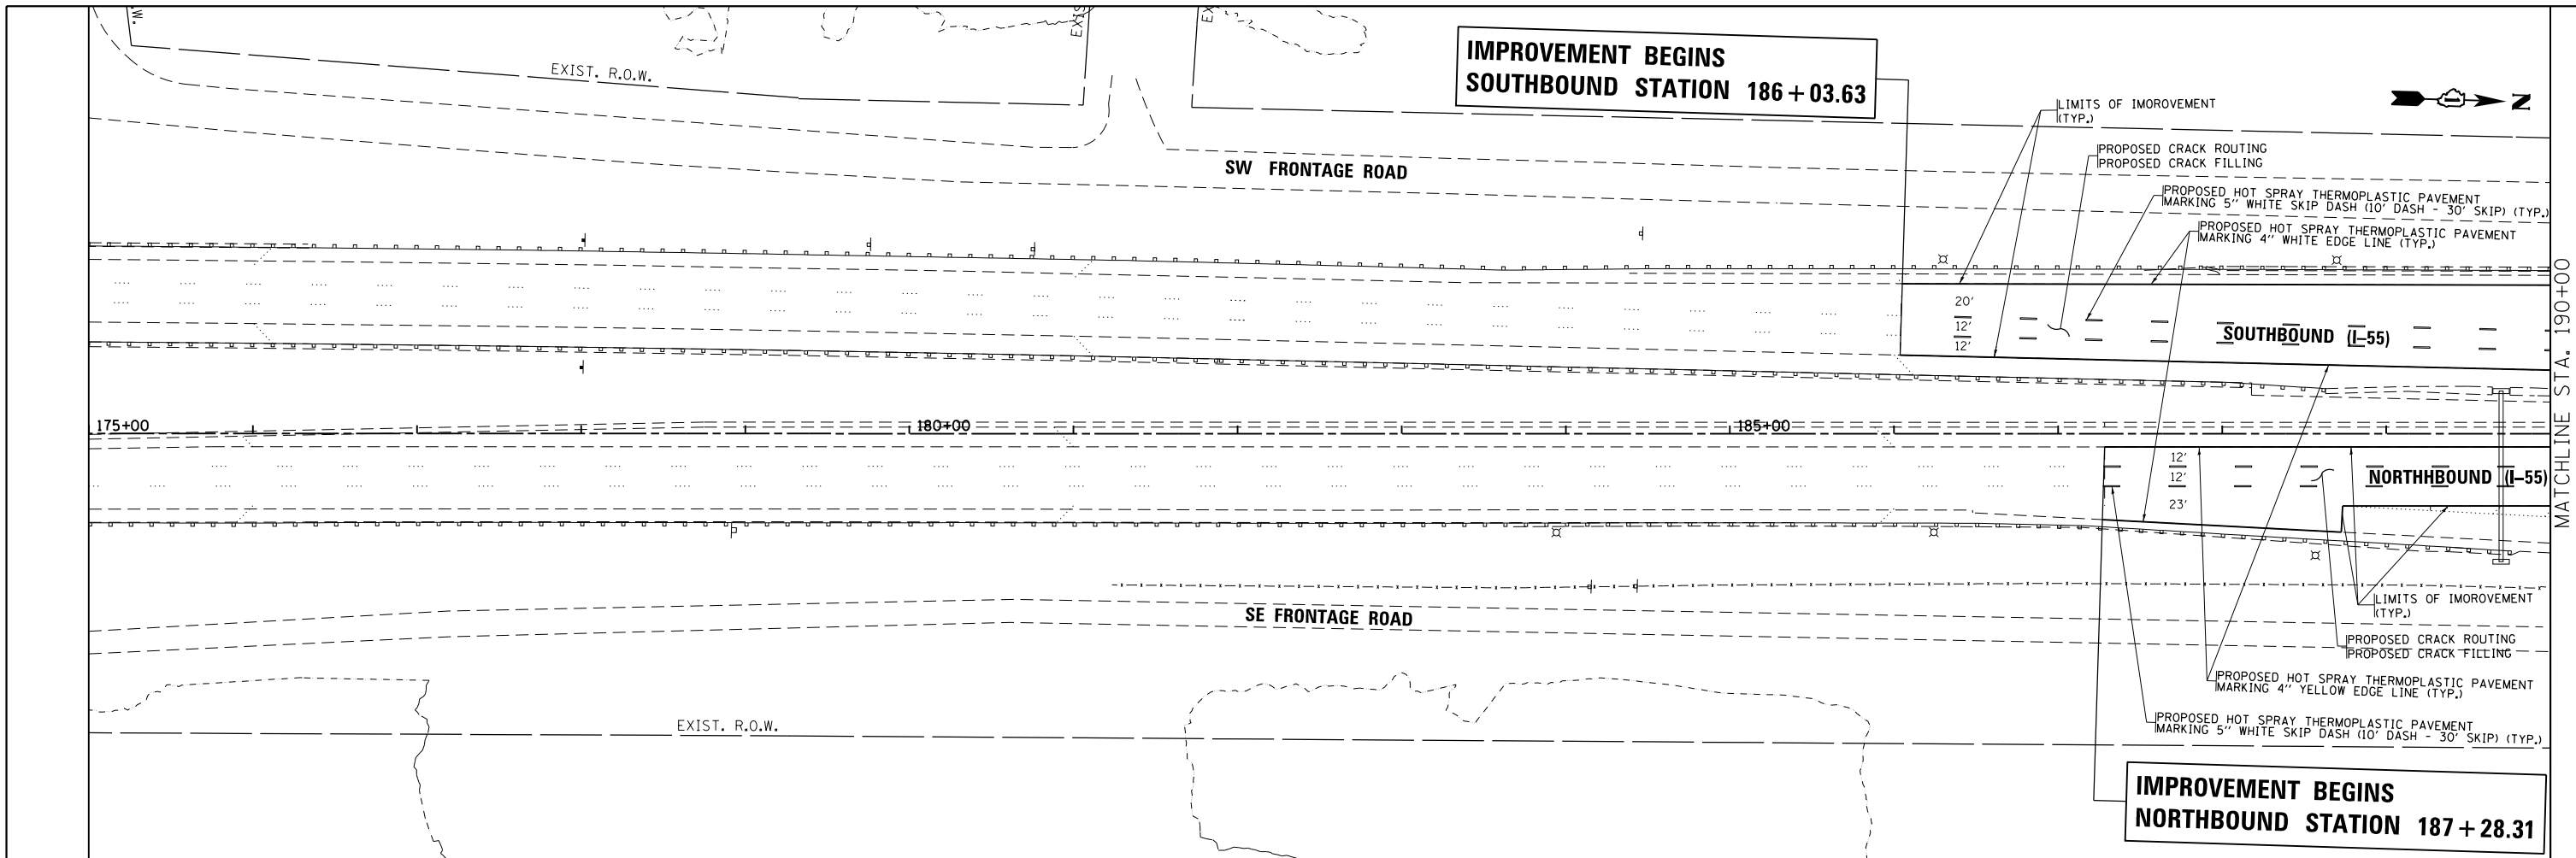 .W.
EXIS
EX
EXIST. R.O.W.
IMPROVEMENT BEGINS
SOUTHBOUND STATION 186+03.63
LIMITS OF IMOROVEMENT
(TYP.)
N
PROPOSED CRACK ROUTING
PROPOSED CRACK FILLING
SW FRONTAGE ROAD
PROPOSED HOT SPRAY THERMOPLASTIC PAVEMENT
MARKING 5" WHITE SKIP DASH (10' DASH - 30' SKIP) (TYP.)
PROPOSED HOT SPRAY THERMOPLASTIC PAVEMENT
MARKING 4" WHITE EDGE LINE (TYP.)
20'
12'
12'
SOUTHBOUND (I-55)
MATCHLINE STA. 190+00
175+00
180+00
185+00
12'
12'
23'
NORTHHBOUND (I-55)
SE FRONTAGE ROAD
LIMITS OF IMOROVEMENT
(TYP.)
PROPOSED CRACK ROUTING
PROPOSED CRACK FILLING
PROPOSED HOT SPRAY THERMOPLASTIC PAVEMENT
MARKING 4" YELLOW EDGE LINE (TYP.)
PROPOSED HOT SPRAY THERMOPLASTIC PAVEMENT
MARKING 5" WHITE SKIP DASH (10' DASH - 30' SKIP) (TYP.)
EXIST. R.O.W.
IMPROVEMENT BEGINS
NORTHBOUND STATION 187+28.31